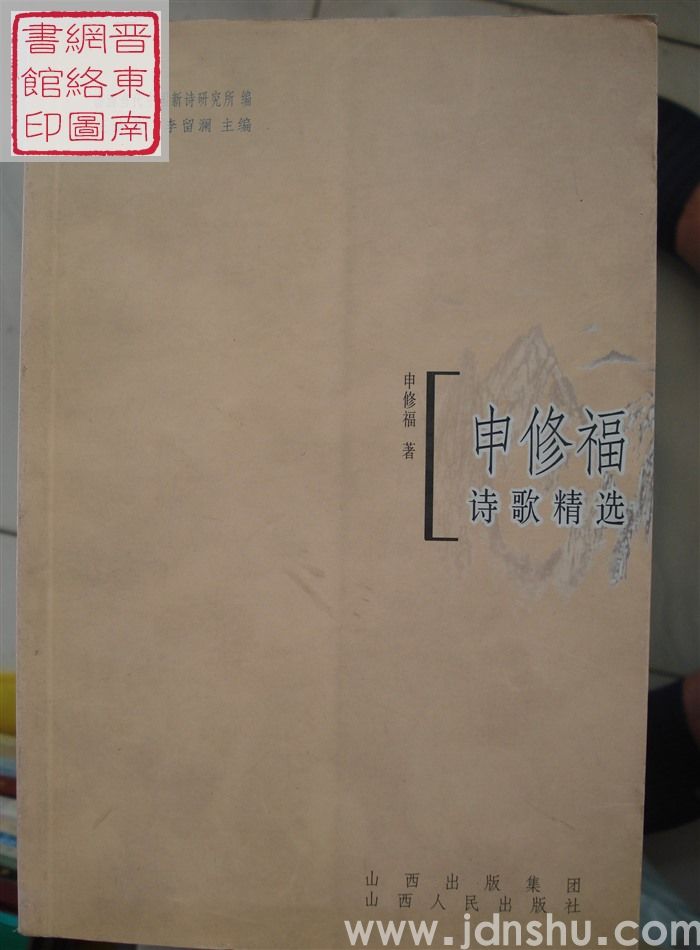 晋東南
網絡圖
書館印
新诗研究所 编
李留澜 主编
申修福 著
申修福
诗歌精选
山西出版集团
山西人民出版社
www.jdnshu.com